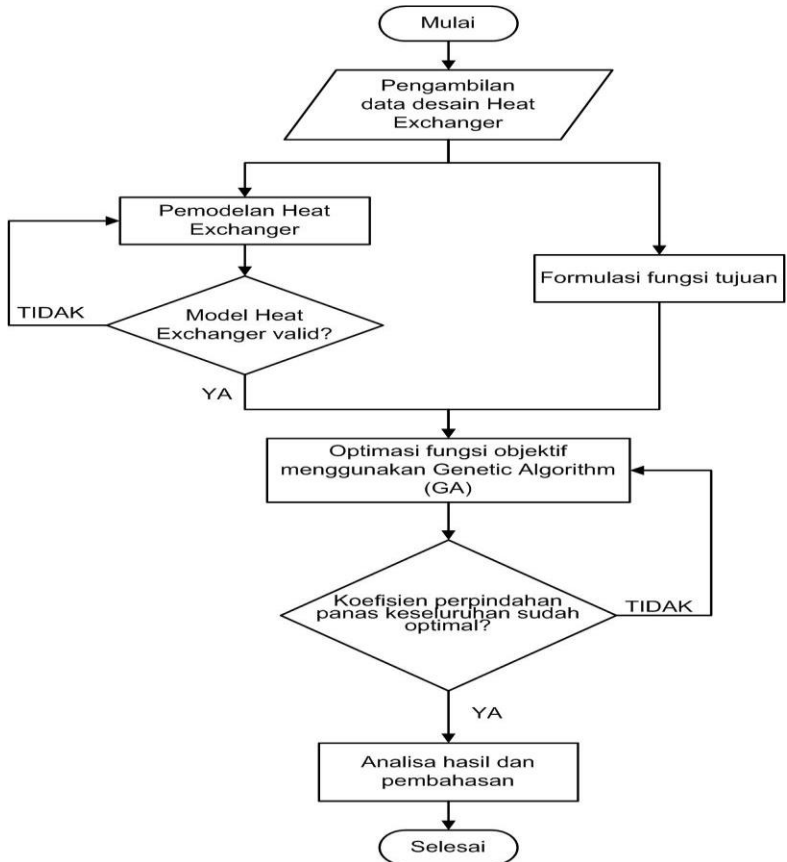 Mulai
Pengambilan
data desain Heat
Exchanger
Pemodelan Heat
Exchanger
Formulasi fungsi tujuan
TIDAK
Model Heat
Exchanger valid?
YA
Optimasi fungsi objektif
menggunakan Genetic Algorithm
(GA)
Koefisien perpindahan
panas keseluruhan sudah
optimal?
TIDAK
YA
Analisa hasil dan
pembahasan
Selesai